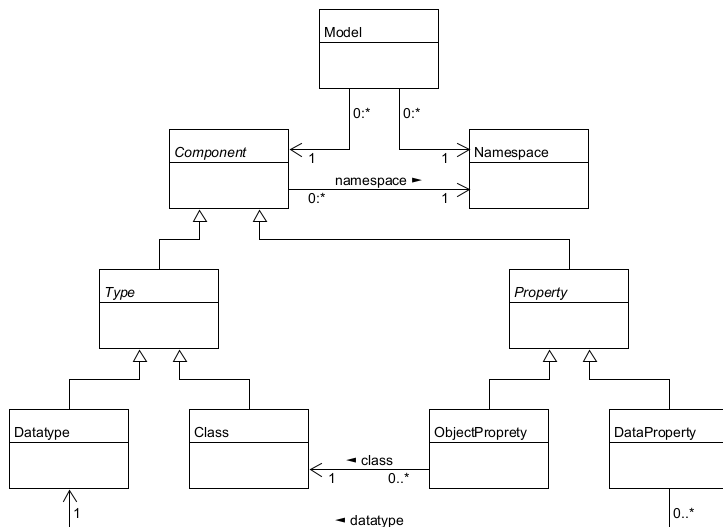 Model
0:*
0:*
Component
1
1
Namespace
namespace ►
0:*
1
Type
Property
Datatype
Class
ObjectProprety
DataProperty
◄ class
1
0..*
1
◄ datatype
0..*